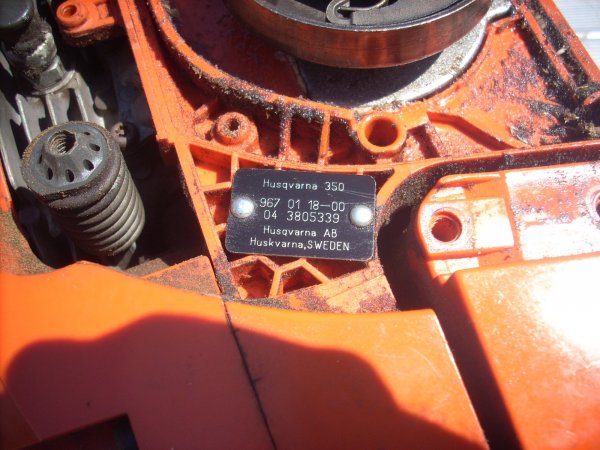 Husqvarna 350
967 01 18-00
04 3805339
Husqvarna AB
Huskvarna,SWEDEN